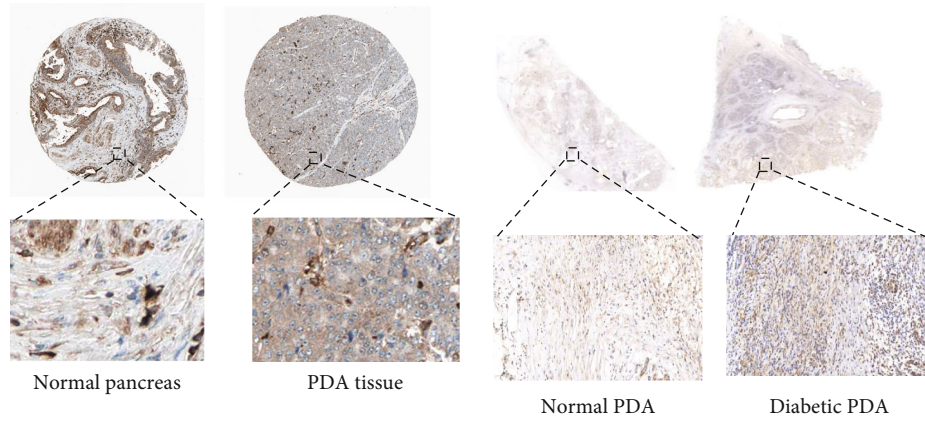 Normal pancreas
PDA tissue
Normal PDA
Diabetic PDA